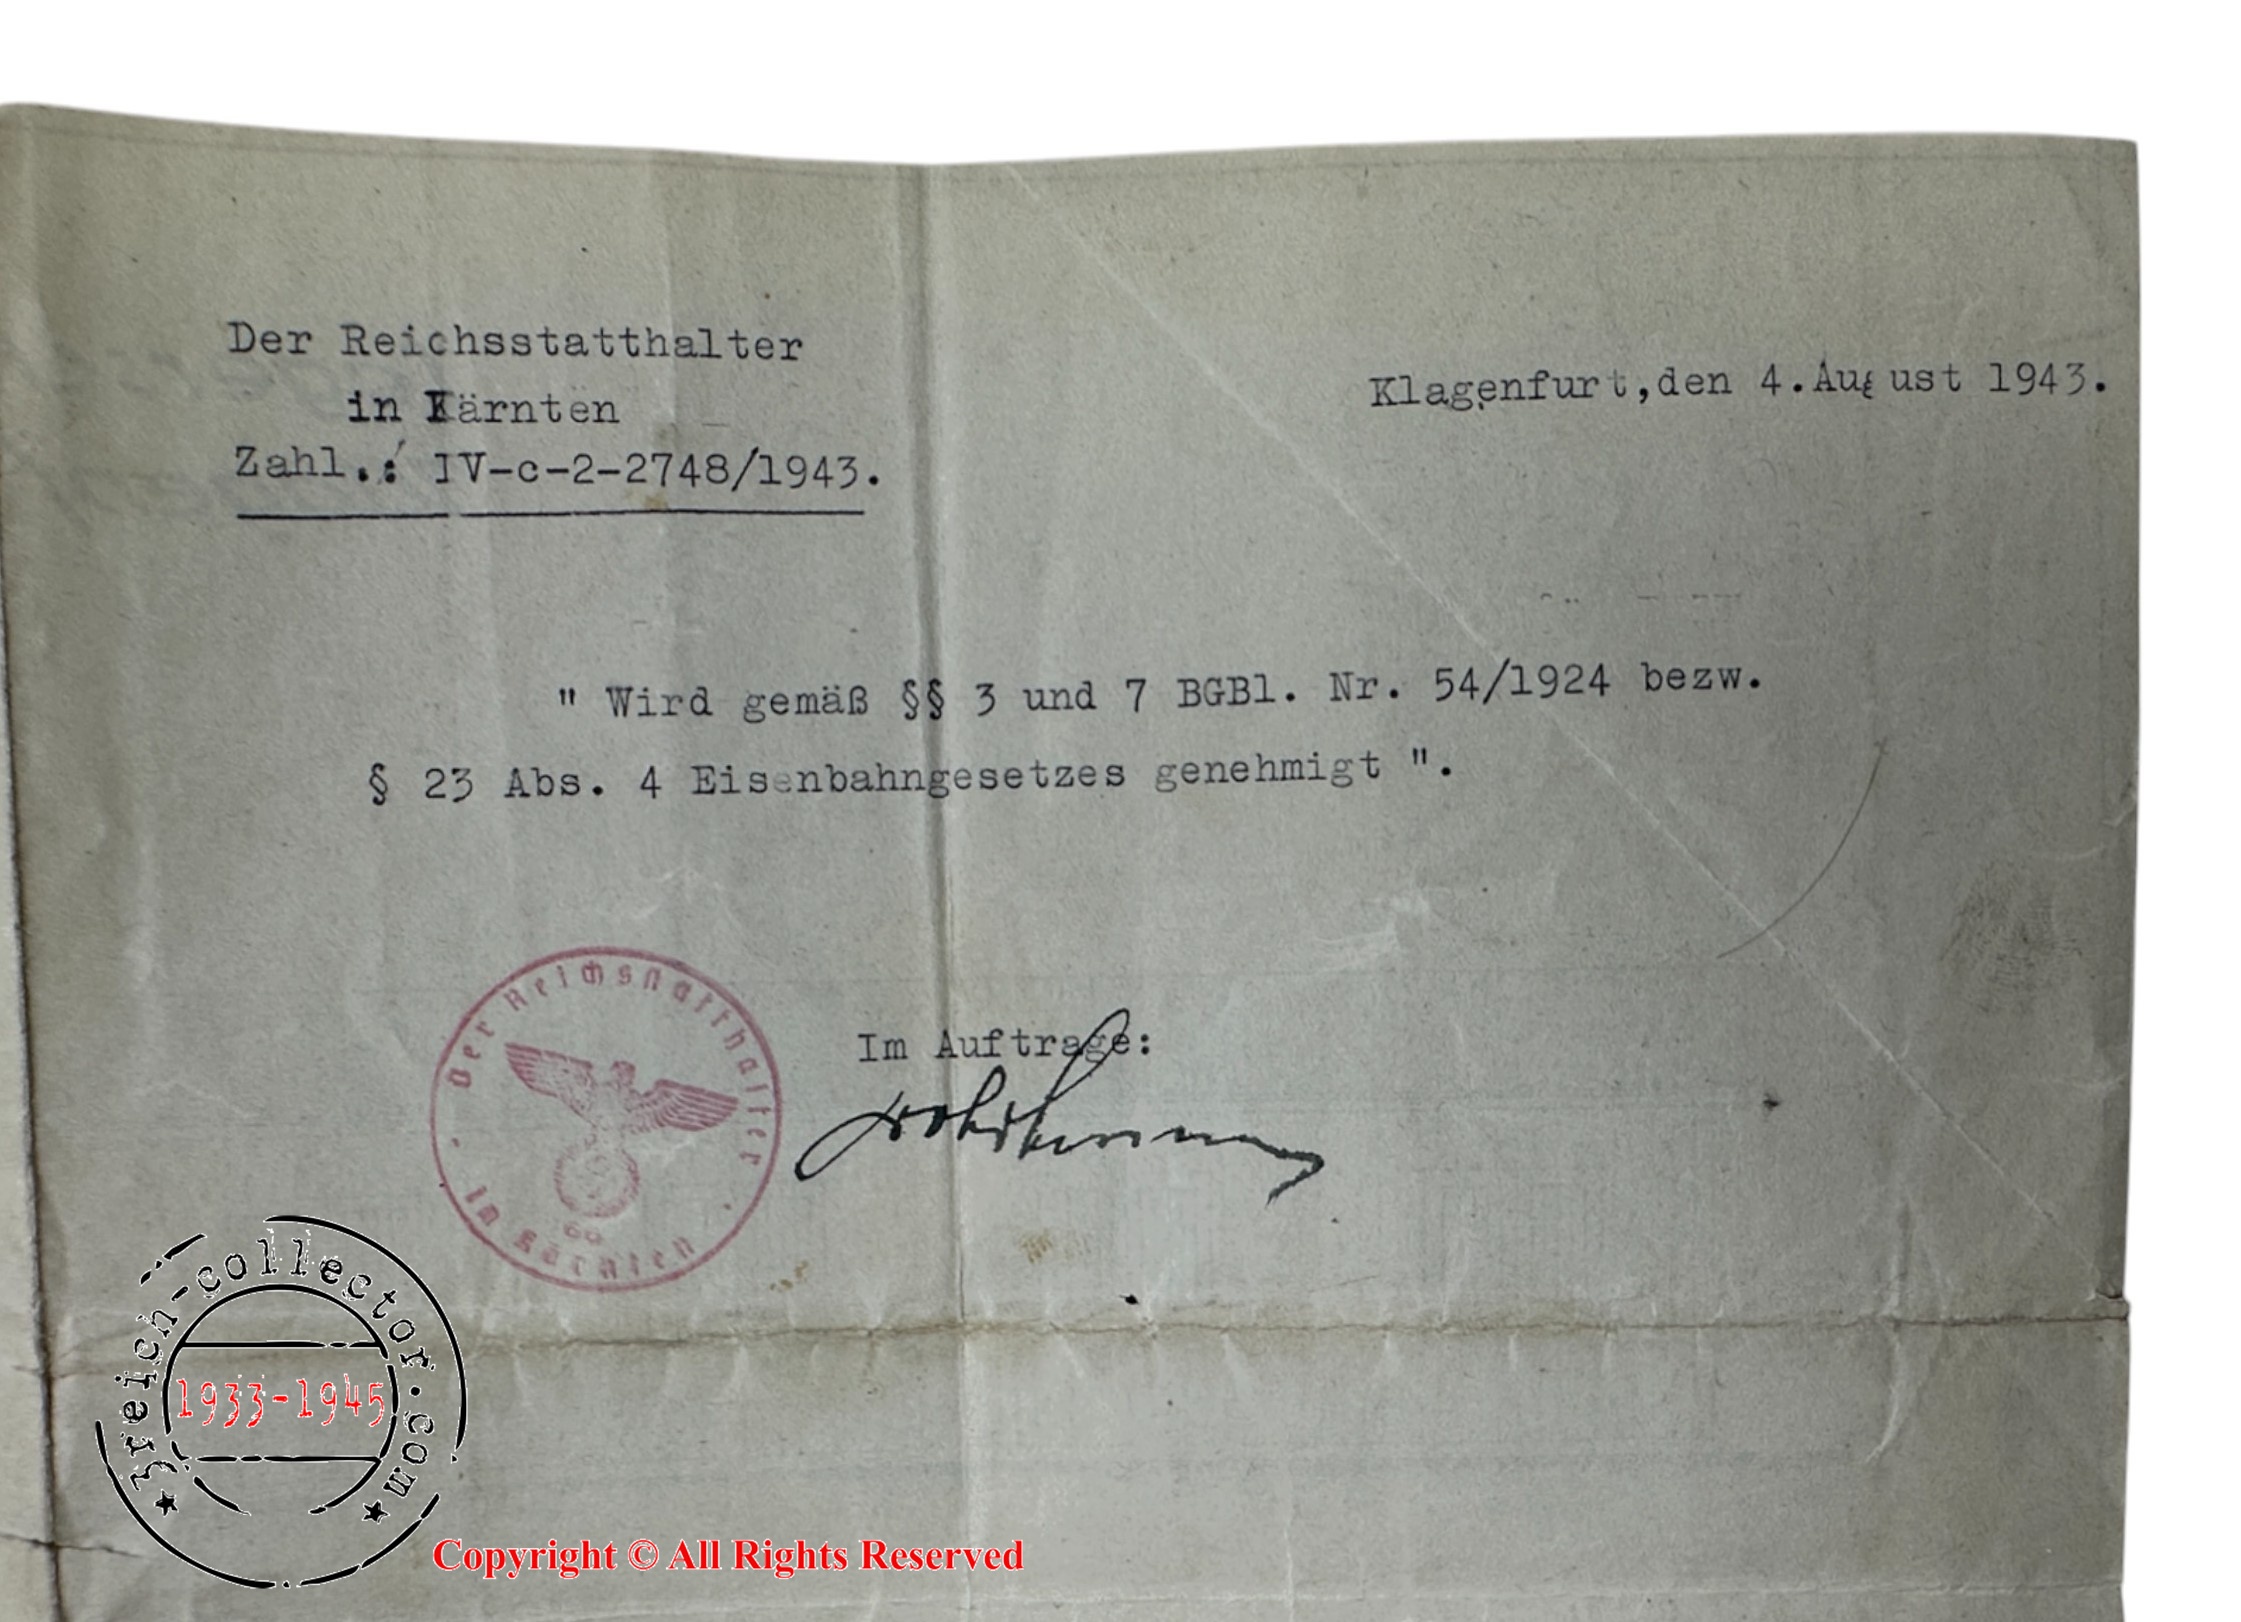 Der Reichsstatthalter
in Kärnten
Zahl.: IV-c-2-2748/1943.
Klagenfurt,den 4.August 1943.
" Wird gemäß §§ 3 und 7 BGBl. Nr. 54/1924 bezw.
§ 23 Abs. 4 Eisenbahngesetzes genehmigt ".
Im Auftrage:
Der Reichsstatthalter
in Kärnten
60
3reich-collector.com
1933-1945
Copyright © All Rights Reserved